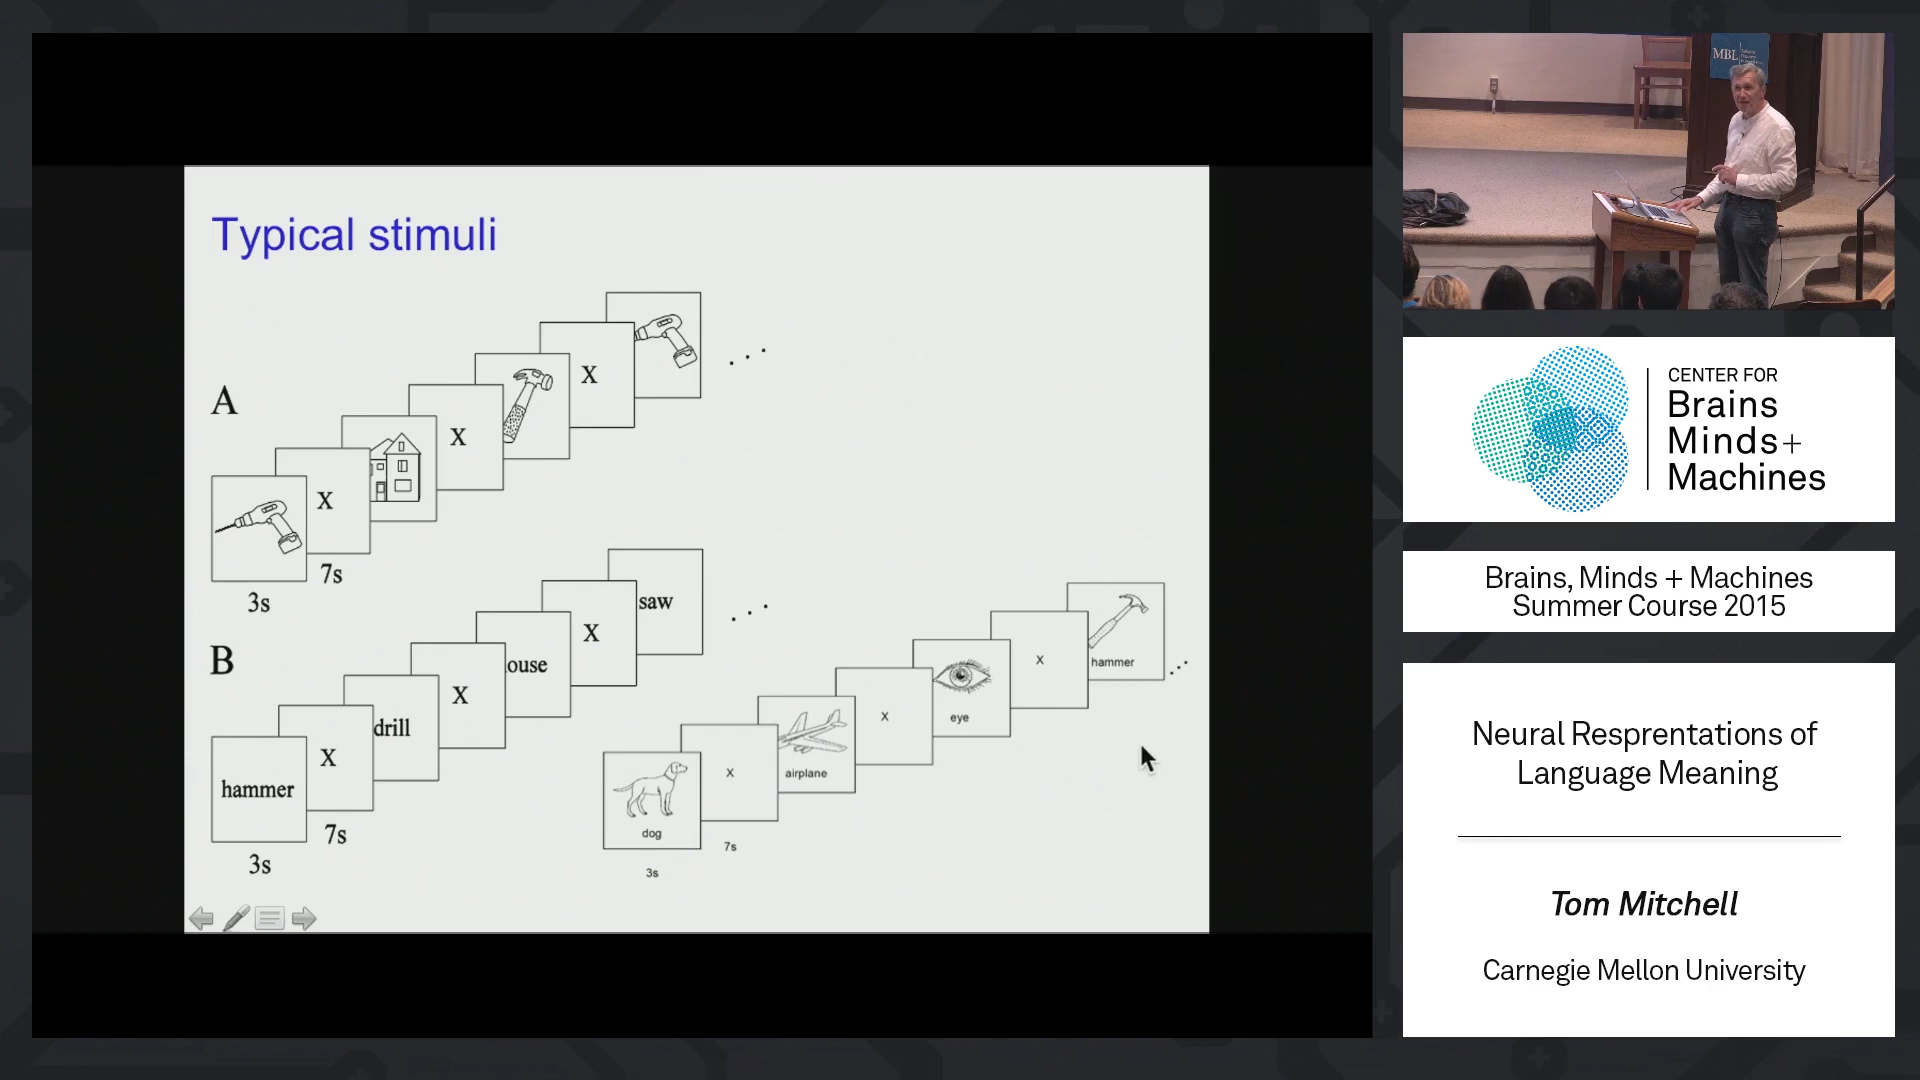 Typical stimuli
A
X
X
X
7s
3s
B
hammer
X
drill
X
ouse
X
saw
7s
3s
dog
X
airplane
X
eye
X
hammer
7s
3s
MBL
CENTER FOR
Brains
Minds+
Machines
Brains, Minds + Machines
Summer Course 2015
Neural Resprentations of
Language Meaning
Tom Mitchell
Carnegie Mellon University